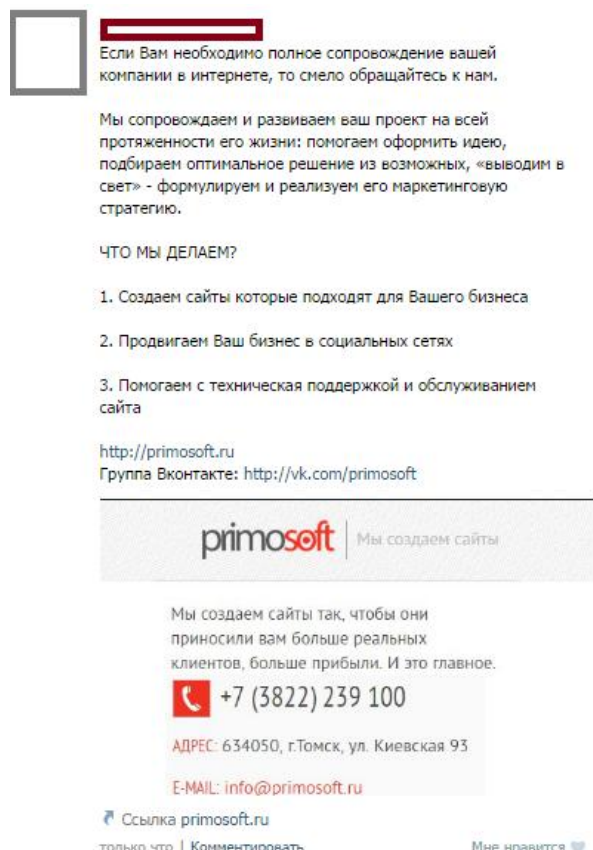 Если Вам необходимо полное сопровождение вашей
компании в интернете, то смело обращайтесь к нам.
Мы сопровождаем и развиваем ваш проект на всей
протяженности его жизни: помогаем оформить идею,
подбираем оптимальное решение из возможных, «выводим в
свет» - формулируем и реализуем его маркетинговую
стратегию.
ЧТО МЫ ДЕЛАЕМ?
1. Создаем сайты которые подходят для Вашего бизнеса
2. Продвигаем Ваш бизнес в социальных сетях
3. Помогаем с техническая поддержкой и обслуживанием
сайта
http://primosoft.ru
Группа Вконтакте: http://vk.com/primosoft
primosoft | Мы создаем сайты
Мы создаем сайты так, чтобы они
приносили вам больше реальных
клиентов, больше прибыли. И это главное.
+7 (3822) 239 100
АДРЕС: 634050, г.Томск, ул. Киевская 93
E-MAIL: info@primosoft.ru
Ссылка primosoft.ru
только что | Комментировать Мне нравится